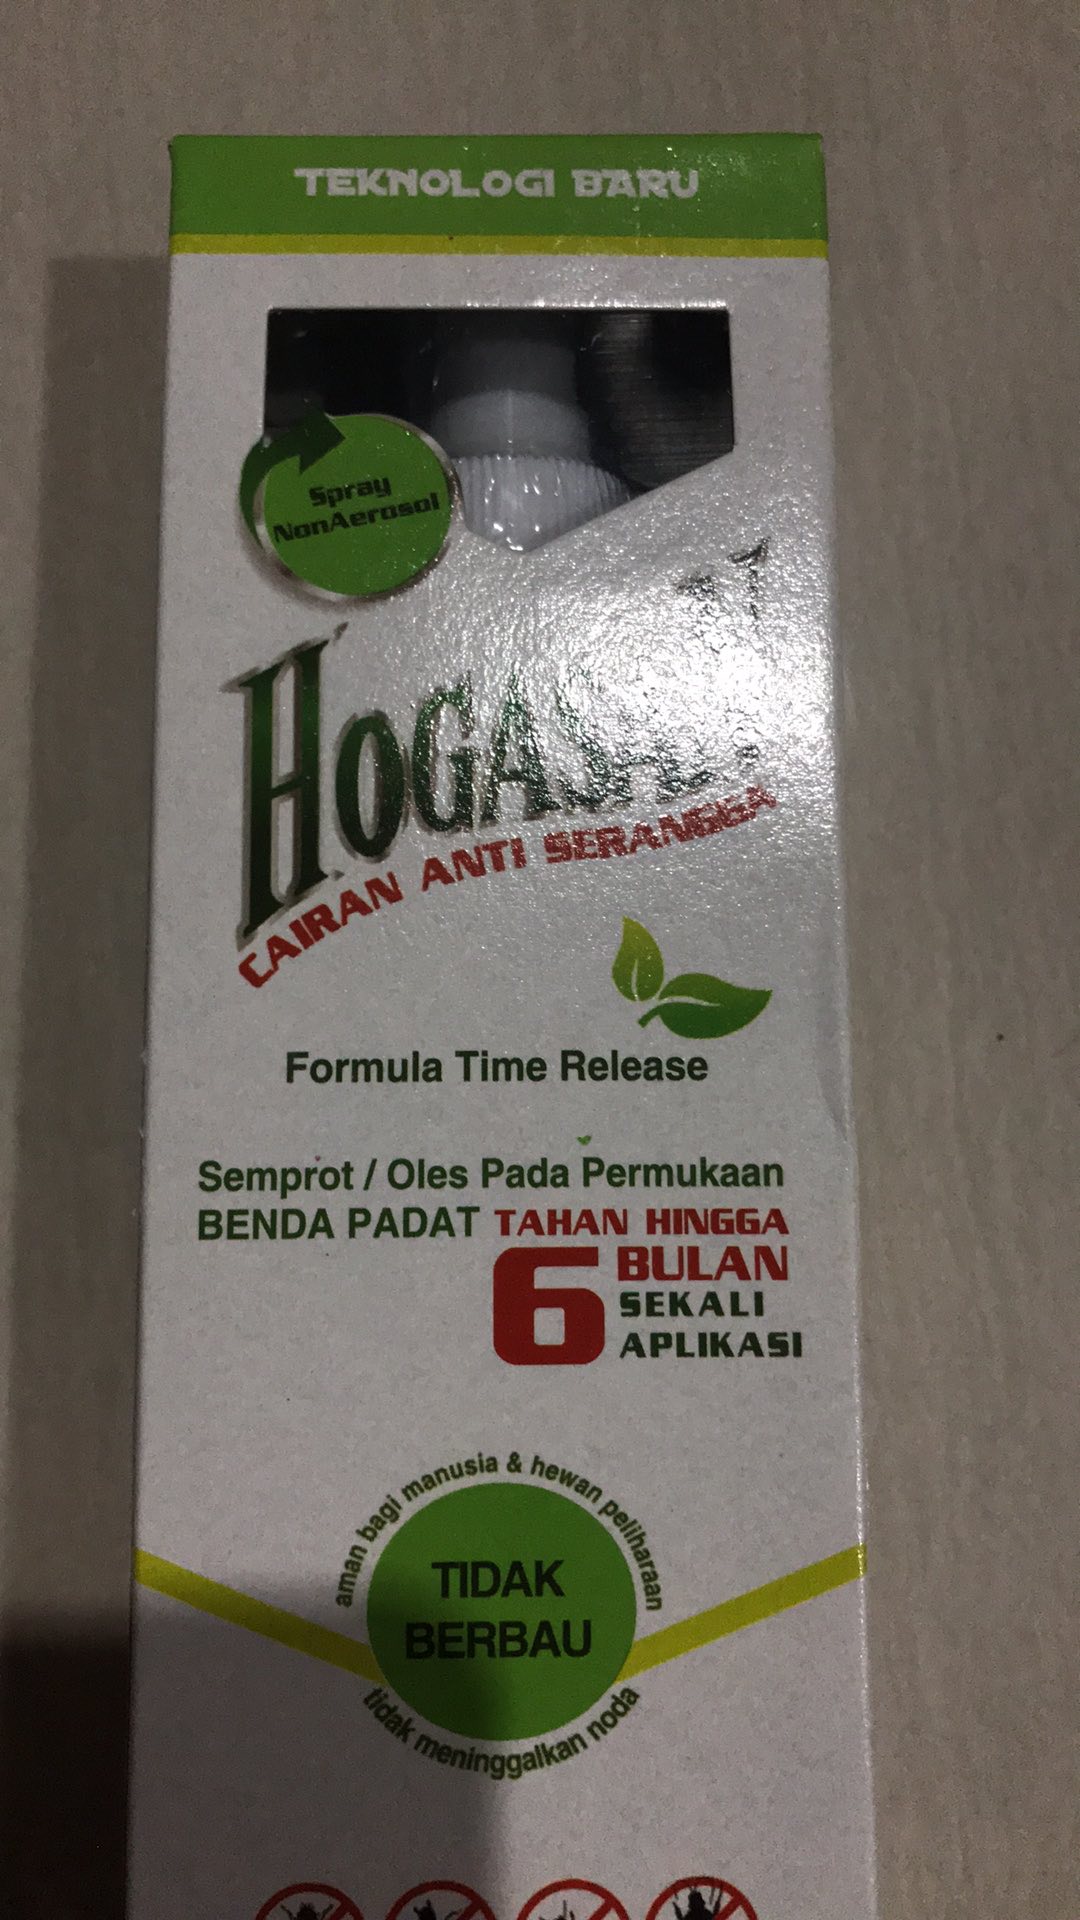 TEKNOLOGI BARU
Spray
NonAerosol
CAIRAN ANTI SERANGGA
Formula Time Release
Semprot / Oles Pada Permukaan
BENDA PADAT TAHAN HINGGA
6 BULAN
SEKALI
APLIKASI
aman bagi manusia & hewan peliharaan
TIDAK
BERBAU
tidak meninggalkan noda